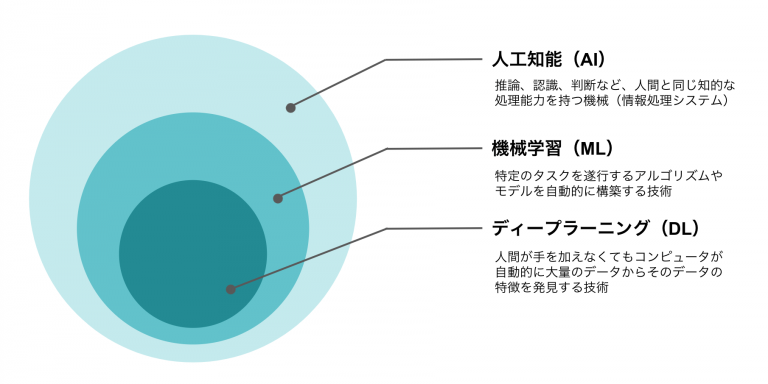 人工知能（AI）
推論、認識、判断など、人間と同じ知的な
処理能力を持つ機械（情報処理システム）
機械学習（ML）
特定のタスクを遂行するアルゴリズムや
モデルを自動的に構築する技術
ディープラーニング（DL）
人間が手を加えなくてもコンピュータが
自動的に大量のデータからそのデータの
特徴を発見する技術